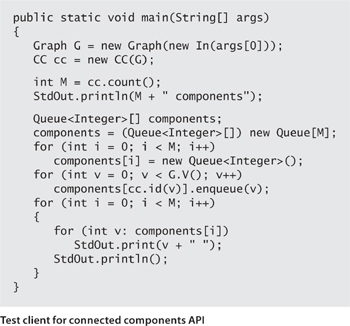 public static void main(String[] args)
{
   Graph G = new Graph(new In(args[0]));
   CC cc = new CC(G);

   int M = cc.count();
   StdOut.println(M + " components");

   Queue<Integer>[] components;
   components = (Queue<Integer>[]) new Queue[M];
   for (int i = 0; i < M; i++)
      components[i] = new Queue<Integer>();
   for (int v = 0; v < G.V(); v++)
      components[cc.id(v)].enqueue(v);
   for (int i = 0; i < M; i++)
   {
      for (int v: components[i])
         StdOut.print(v + " ");
      StdOut.println();
   }
}
Test client for connected components API